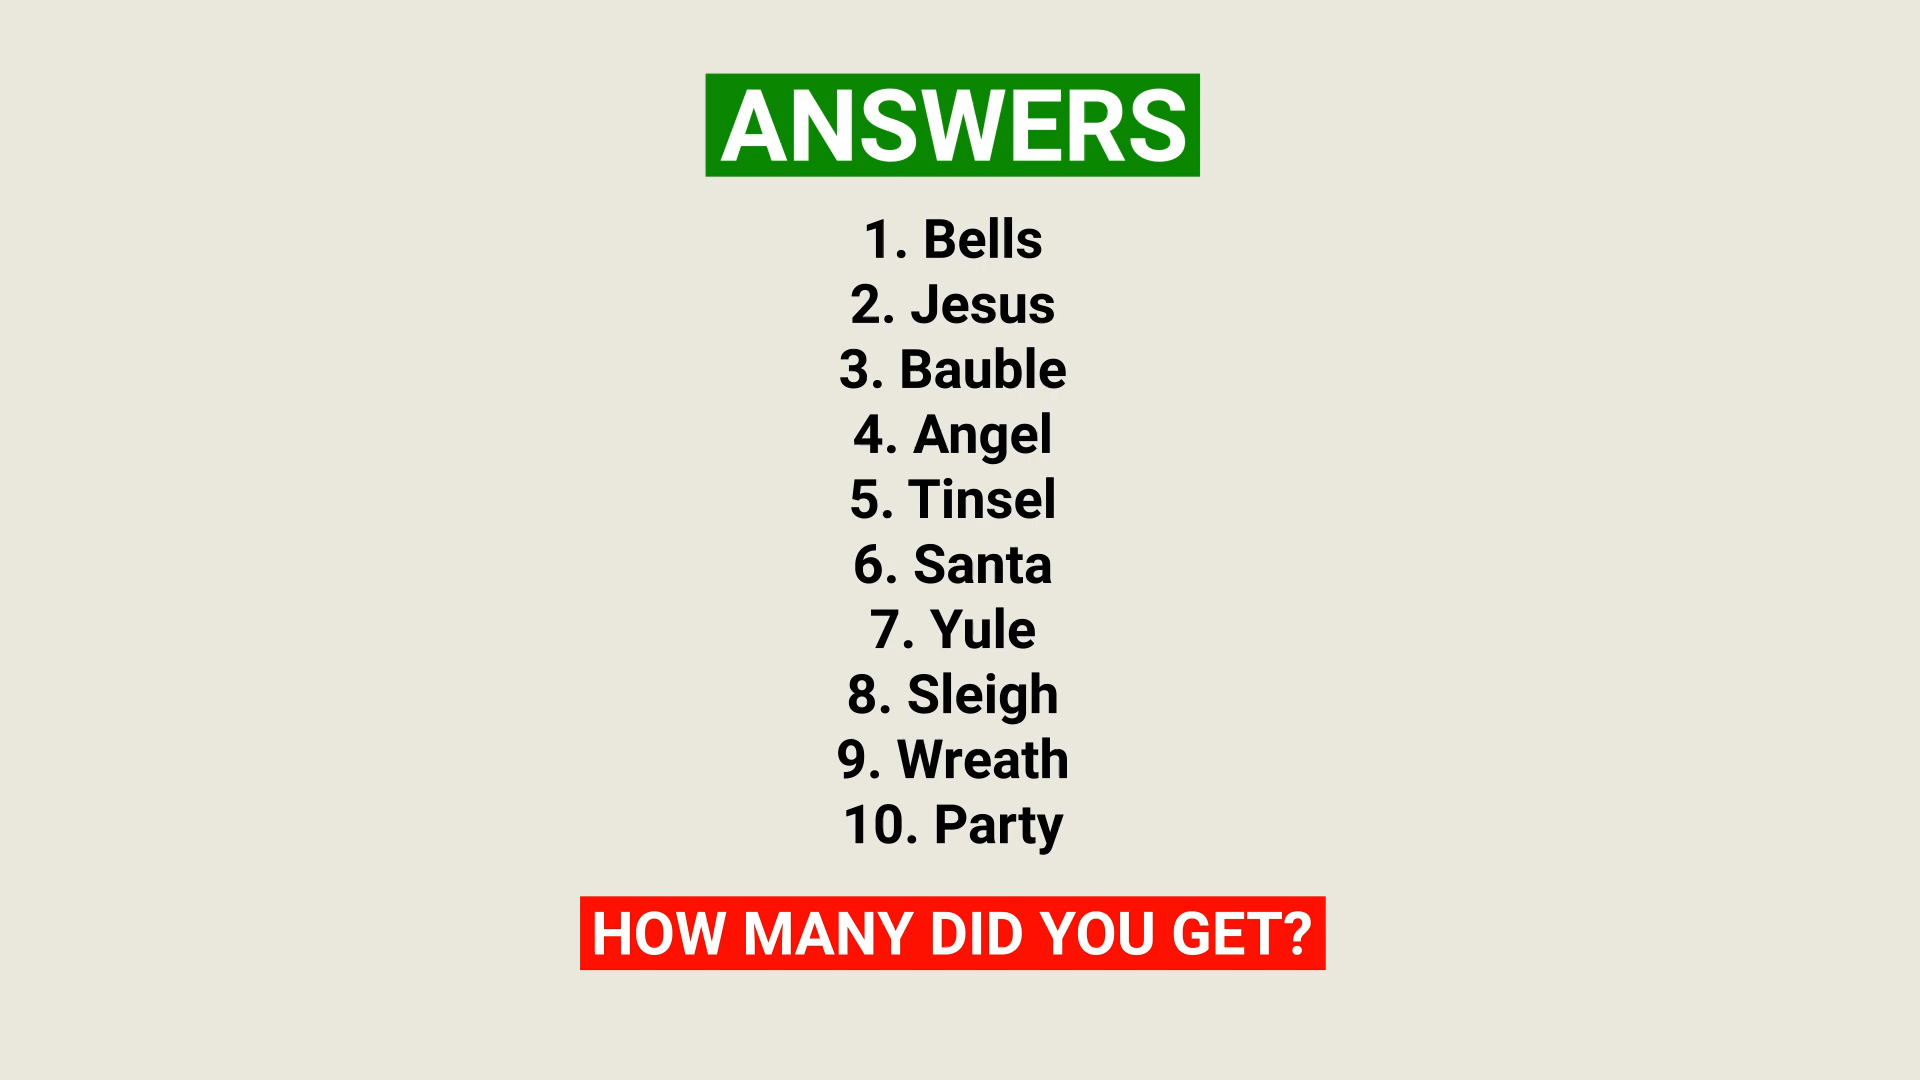 ANSWERS
1. Bells
2. Jesus
3. Bauble
4. Angel
5. Tinsel
6. Santa
7. Yule
8. Sleigh
9. Wreath
10. Party
HOW MANY DID YOU GET?